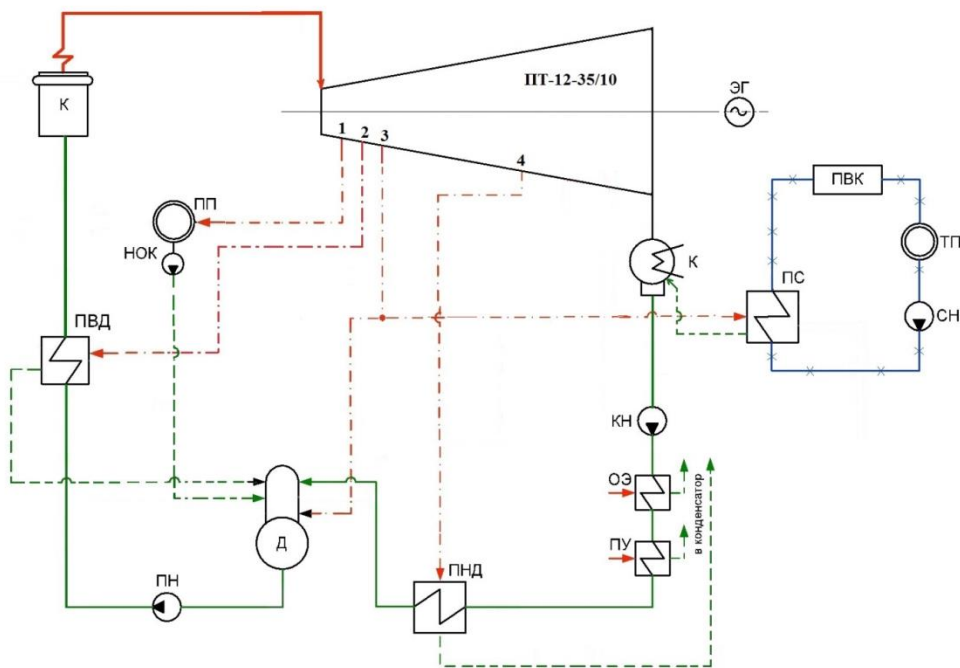 ПТ-12-35/10
ЭГ
К
1
2
3
4
ПВК
ПП
НОК
ТП
К
ПС
СН
ПВД
КН
ОЭ
в конденсатор
ПУ
Д
ПН
ПНД